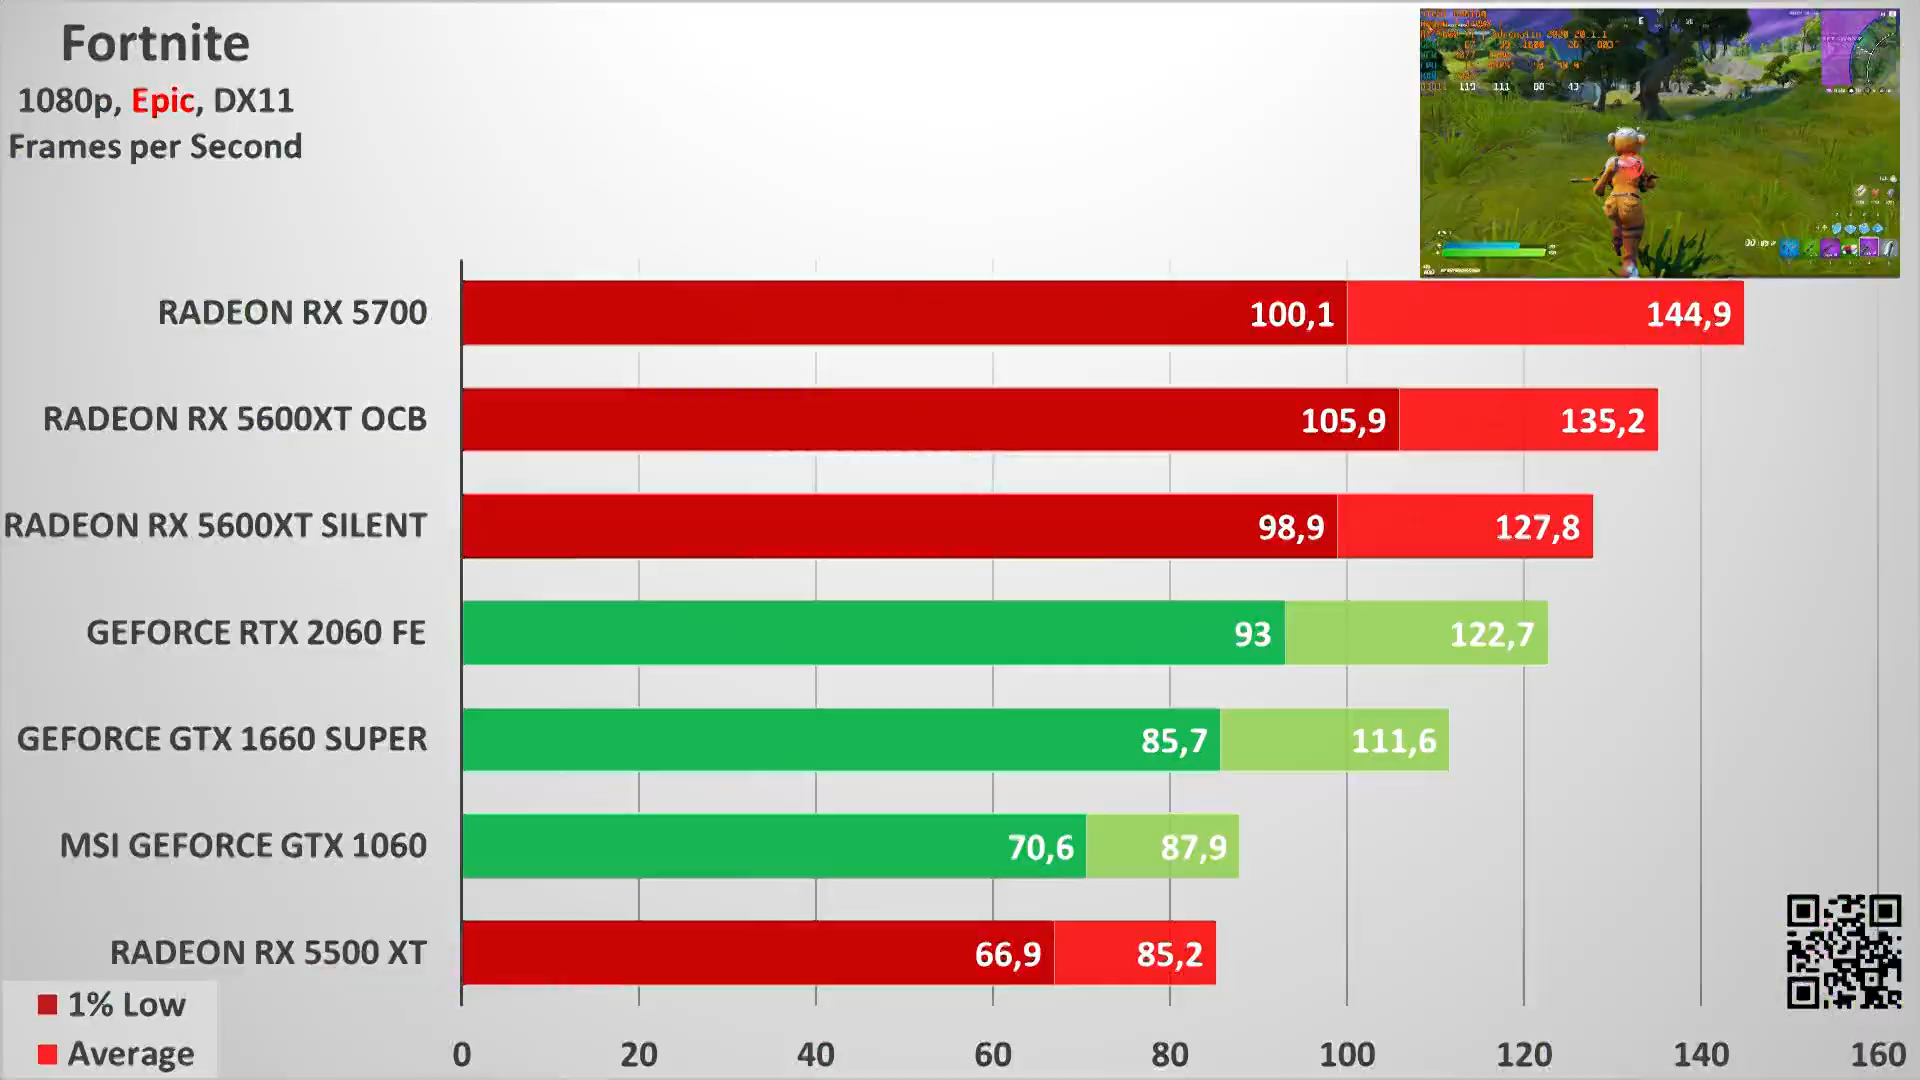 Fortnite
1080p, Epic, DX11
Frames per Second
RADEON RX 5700
100,1
144,9
RADEON RX 5600XT OCB
105,9
135,2
RADEON RX 5600XT SILENT
98,9
127,8
GEFORCE RTX 2060 FE
93
122,7
GEFORCE GTX 1660 SUPER
85,7
111,6
MSI GEFORCE GTX 1060
70,6
87,9
RADEON RX 5500 XT
66,9
85,2
1% Low
Average
0 20 40 60 80 100 120 140 160